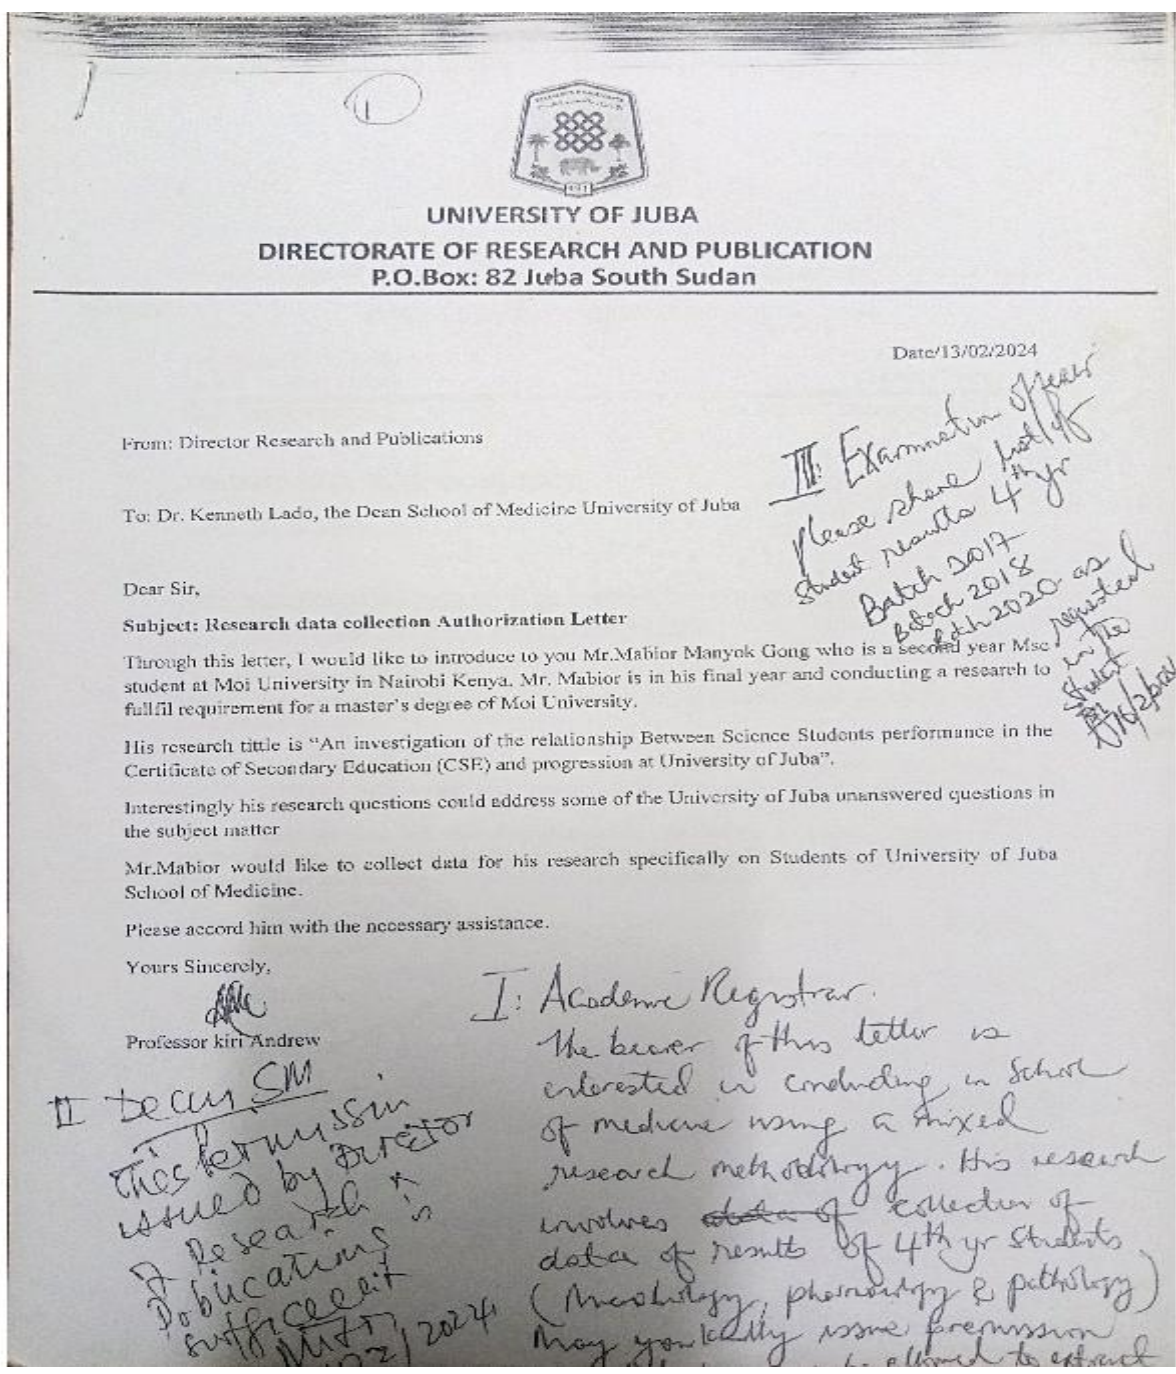 1
UNIVERSITY OF JUBA
DIRECTORATE OF RESEARCH AND PUBLICATION
P.O.Box: 82 Juba South Sudan
Date/13/02/2024
From: Director Research and Publications
To: Dr. Kenneth Lado, the Dean School of Medicine University of Juba
Dear Sir,
Subject: Research data collection Authorization Letter
Through this letter, I would like to introduce to you Mr.Mabior Manyok Gong who is a second year Msc
student at Moi University in Nairobi Kenya. Mr. Mabior is in his final year and conducting a research to
fullfil requirement for a master's degree of Moi University.
His research tittle is “An investigation of the relationship Between Science Students performance in the
Certificate of Secondary Education (CSE) and progression at University of Juba”.
Interestingly his research questions could address some of the University of Juba unanswered questions in
the subject matter
Mr.Mabior would like to collect data for his research specifically on Students of University of Juba
School of Medicine.
Please accord him with the necessary assistance.
Yours Sincerely,
Professor kiri Andrew
I: Academic Registrar.
The bearer of this letter is
interested in conducting in School
of medicine using a mixed
research methodology. His research
involves collection of
data of results of 4th yr students
pharmacology & pathology)
May you kindly issue permission
allowed to extract
II Dean, SM
This Permission
issued by Director
of Research &
Publications is
sufficient
/2024
III: Examination officer
please share list of
student results 4th yr
Batch 2017
Batch 2018
Batch 2020 as
requested
in the